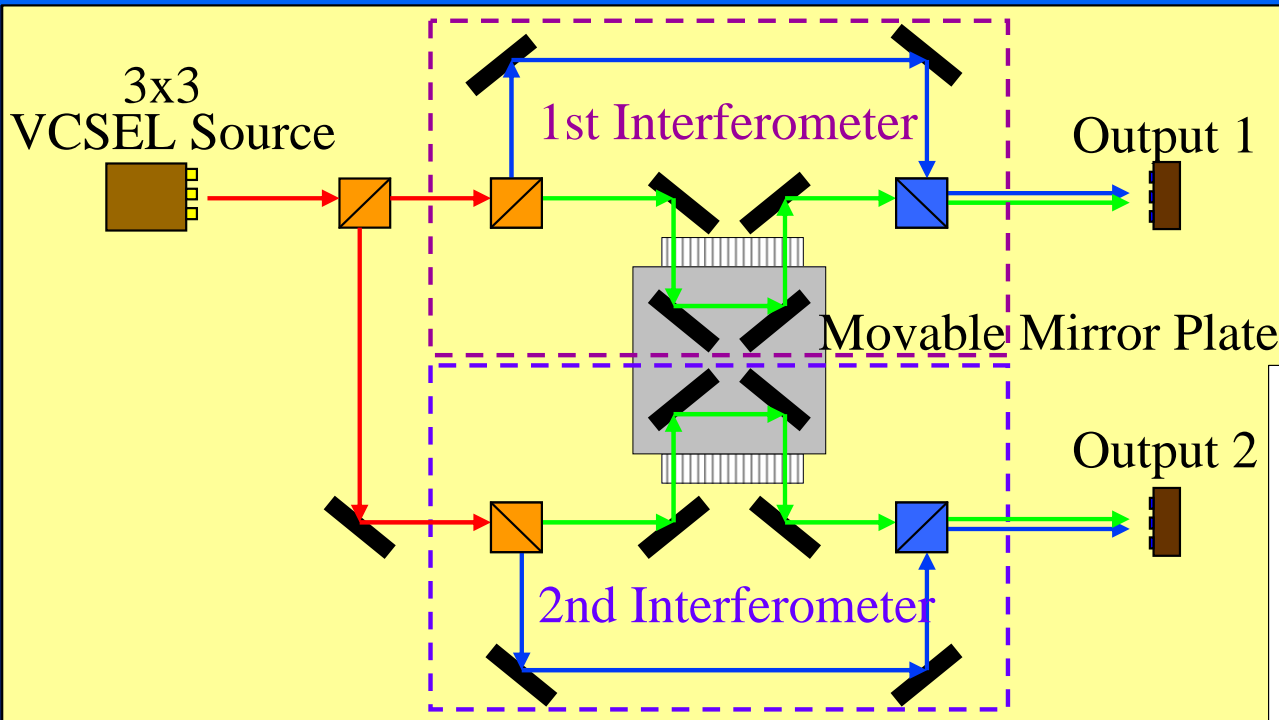 3x3
VCSEL Source
1st Interferometer
Output 1
Movable Mirror Plate
Output 2
2nd Interferometer